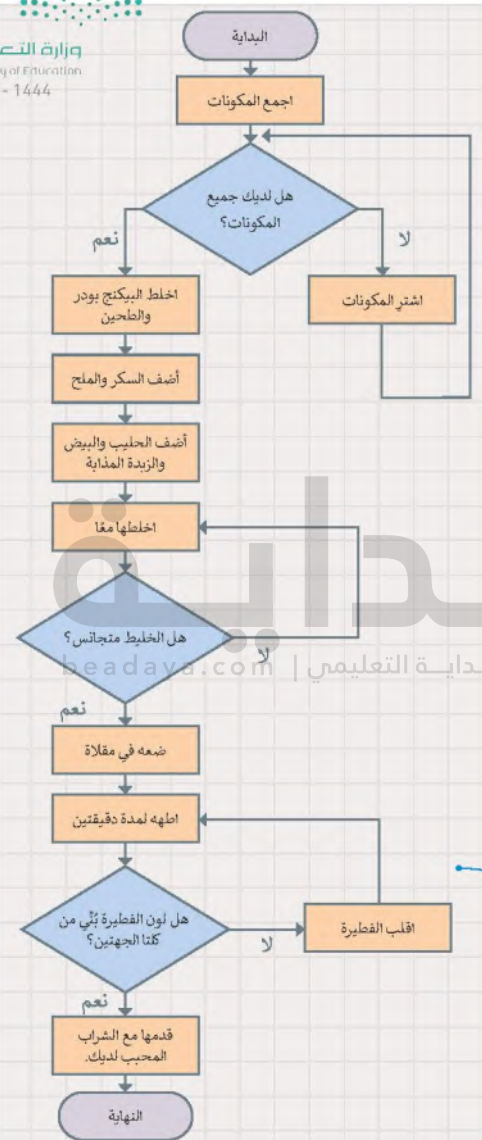 وزارة التعـ
y of Education
- 1444
البداية
اجمع المكونات
هل لديك جميع
المكونات؟
نعم
لا
اخلط البيكنج بودر
والطحين
اشتر المكونات
أضف السكر والملح
أضف الحليب والبيض
والزبدة المذابة
اخلطها معًا
هل الخليط متجانس؟
لا
نعم
بداية
beadaya.com | بدايــة التعليمي
ضعه في مقلاة
اطهه لمدة دقيقتين
هل لون الفطيرة بُنّي من
كلتا الجهتين؟
لا
اقلب الفطيرة
نعم
قدمها مع الشراب
المحبب لديك.
النهاية